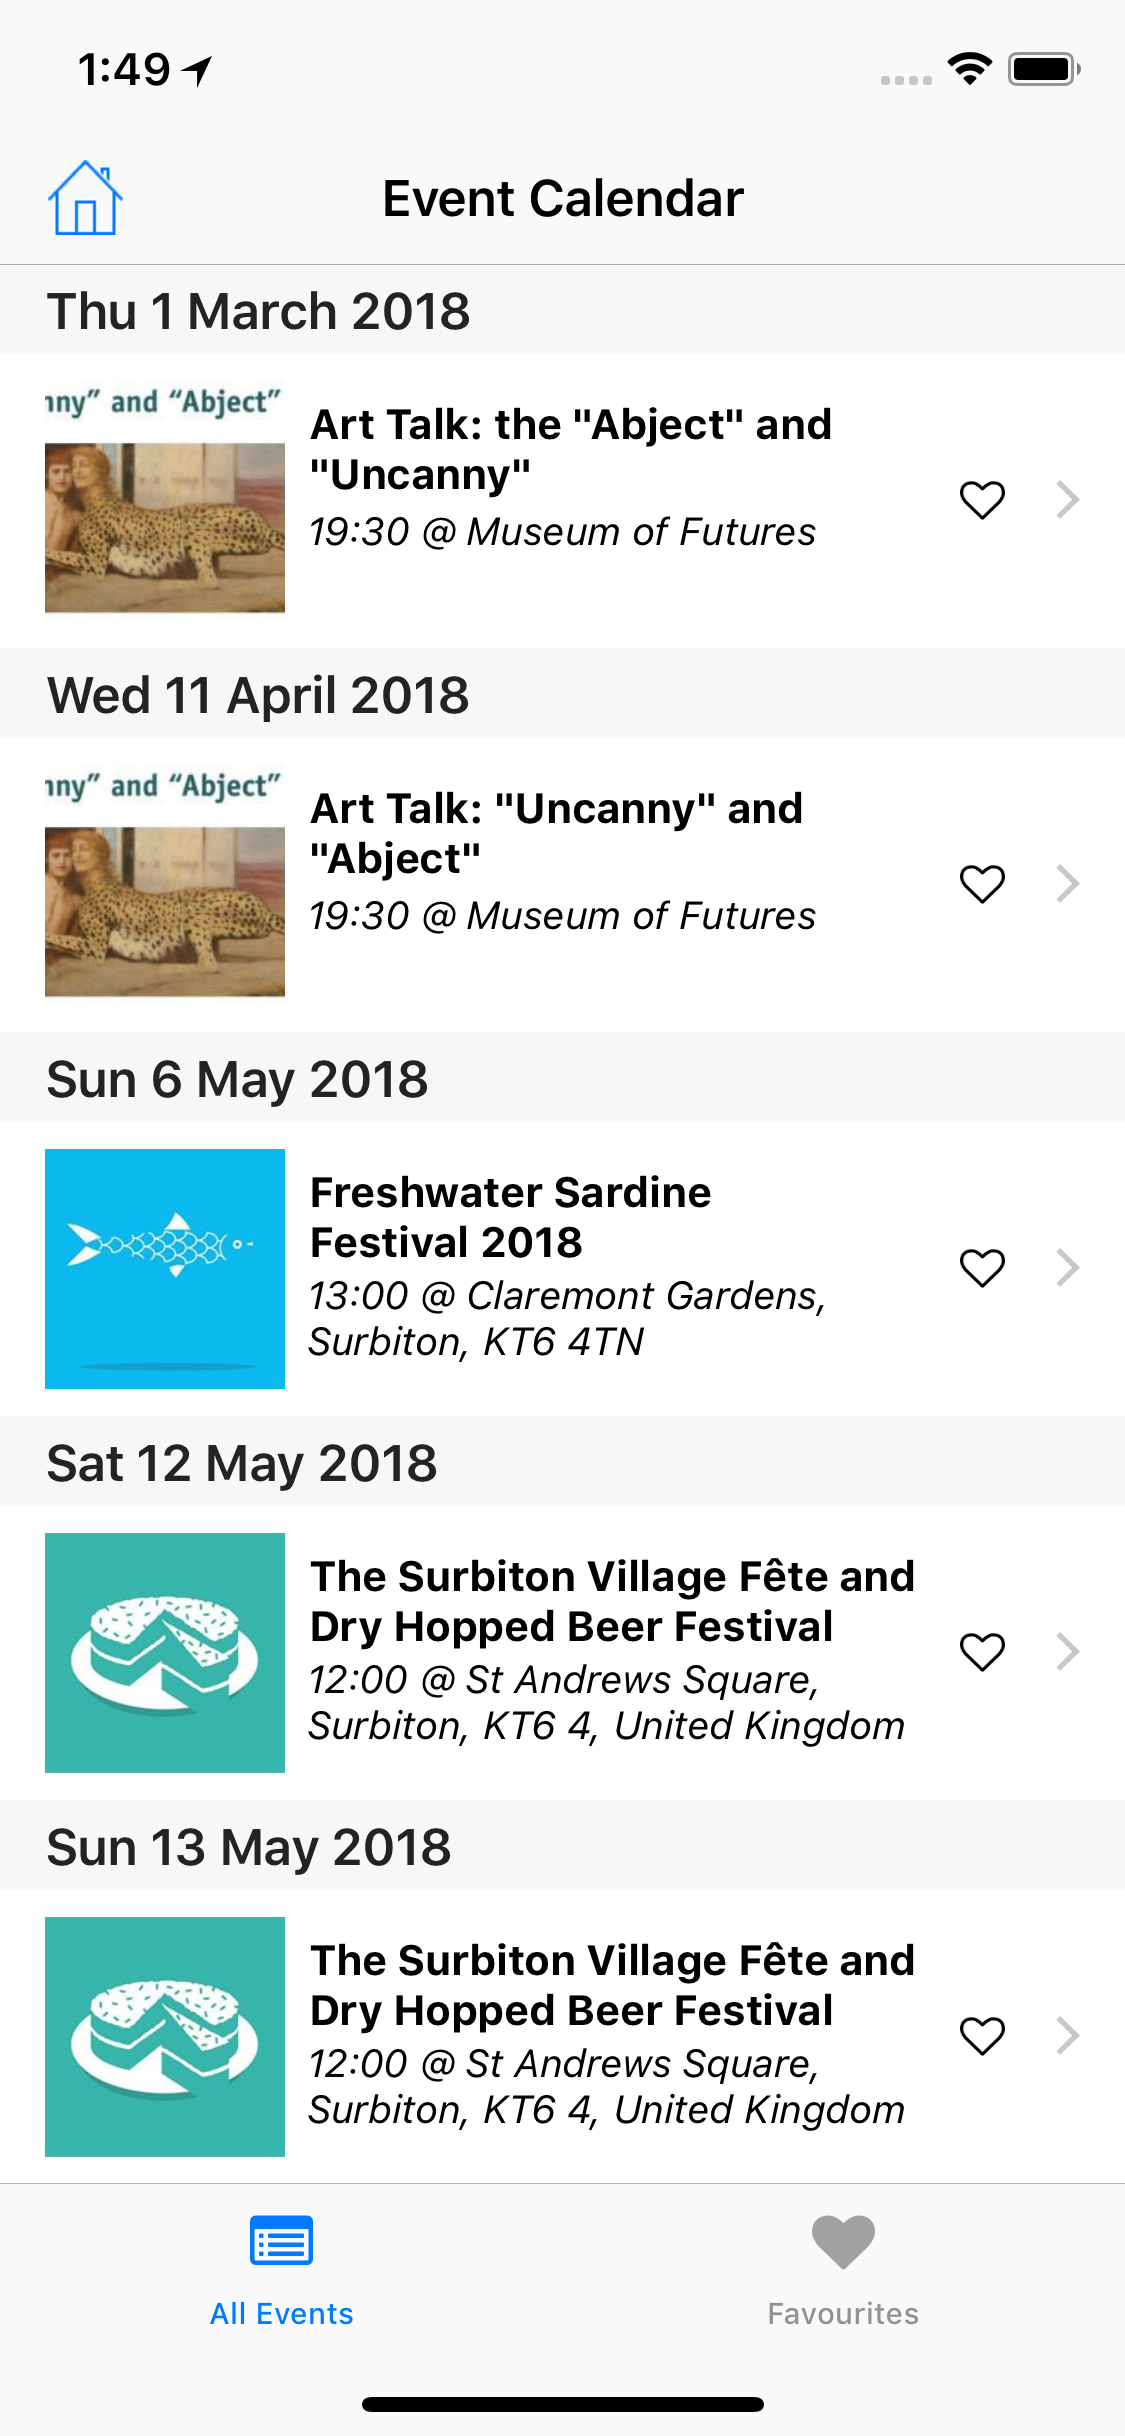 1:49
Event Calendar
Thu 1 March 2018
nny” and “Abject”
Art Talk: the "Abject" and
"Uncanny"
19:30 @ Museum of Futures
Wed 11 April 2018
nny” and “Abject”
Art Talk: "Uncanny" and
"Abject"
19:30 @ Museum of Futures
Sun 6 May 2018
Freshwater Sardine
Festival 2018
13:00 @ Claremont Gardens,
Surbiton, KT6 4TN
Sat 12 May 2018
The Surbiton Village Fête and
Dry Hopped Beer Festival
12:00 @ St Andrews Square,
Surbiton, KT6 4, United Kingdom
Sun 13 May 2018
The Surbiton Village Fête and
Dry Hopped Beer Festival
12:00 @ St Andrews Square,
Surbiton, KT6 4, United Kingdom
All Events
Favourites